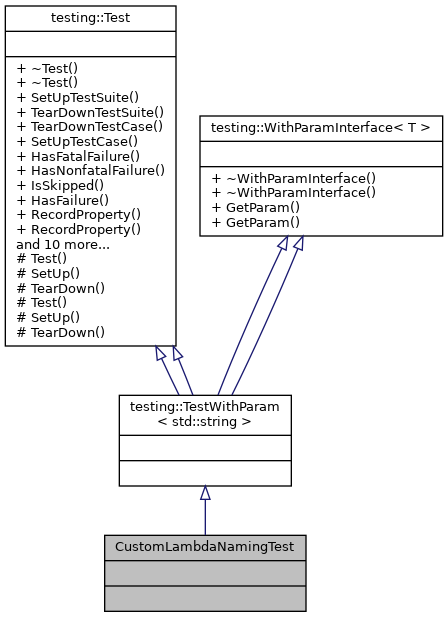 testing::Test
+ ~Test()
+ ~Test()
+ SetUpTestSuite()
+ TearDownTestSuite()
+ TearDownTestCase()
+ SetUpTestCase()
+ HasFatalFailure()
+ HasNonfatalFailure()
+ IsSkipped()
+ HasFailure()
+ RecordProperty()
+ RecordProperty()
and 10 more...
# Test()
# SetUp()
# TearDown()
# Test()
# SetUp()
# TearDown()
testing::WithParamInterface< T >
+ ~WithParamInterface()
+ ~WithParamInterface()
+ GetParam()
+ GetParam()
testing::TestWithParam
< std::string >
CustomLambdaNamingTest